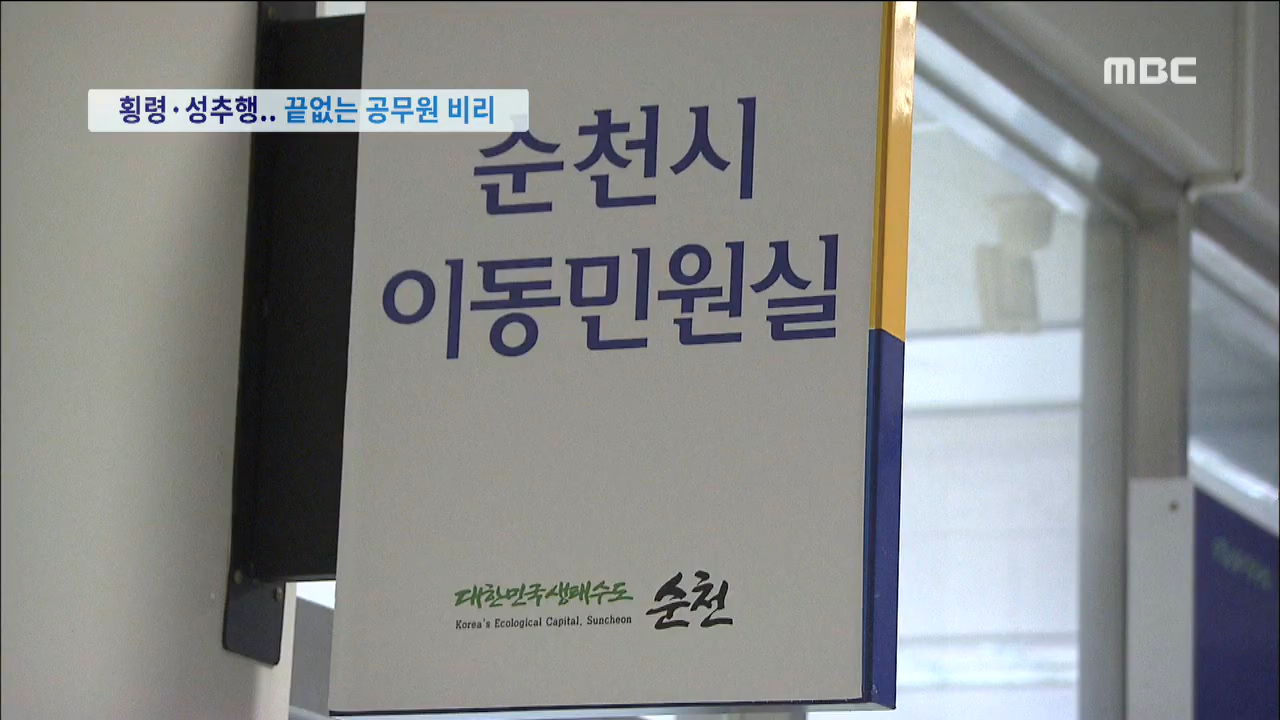 MBC
횡령·성추행.. 끝없는 공무원 비리
순천시
이동민원실
대한민국생태수도 순천
Korea's Ecological Capital, Suncheon